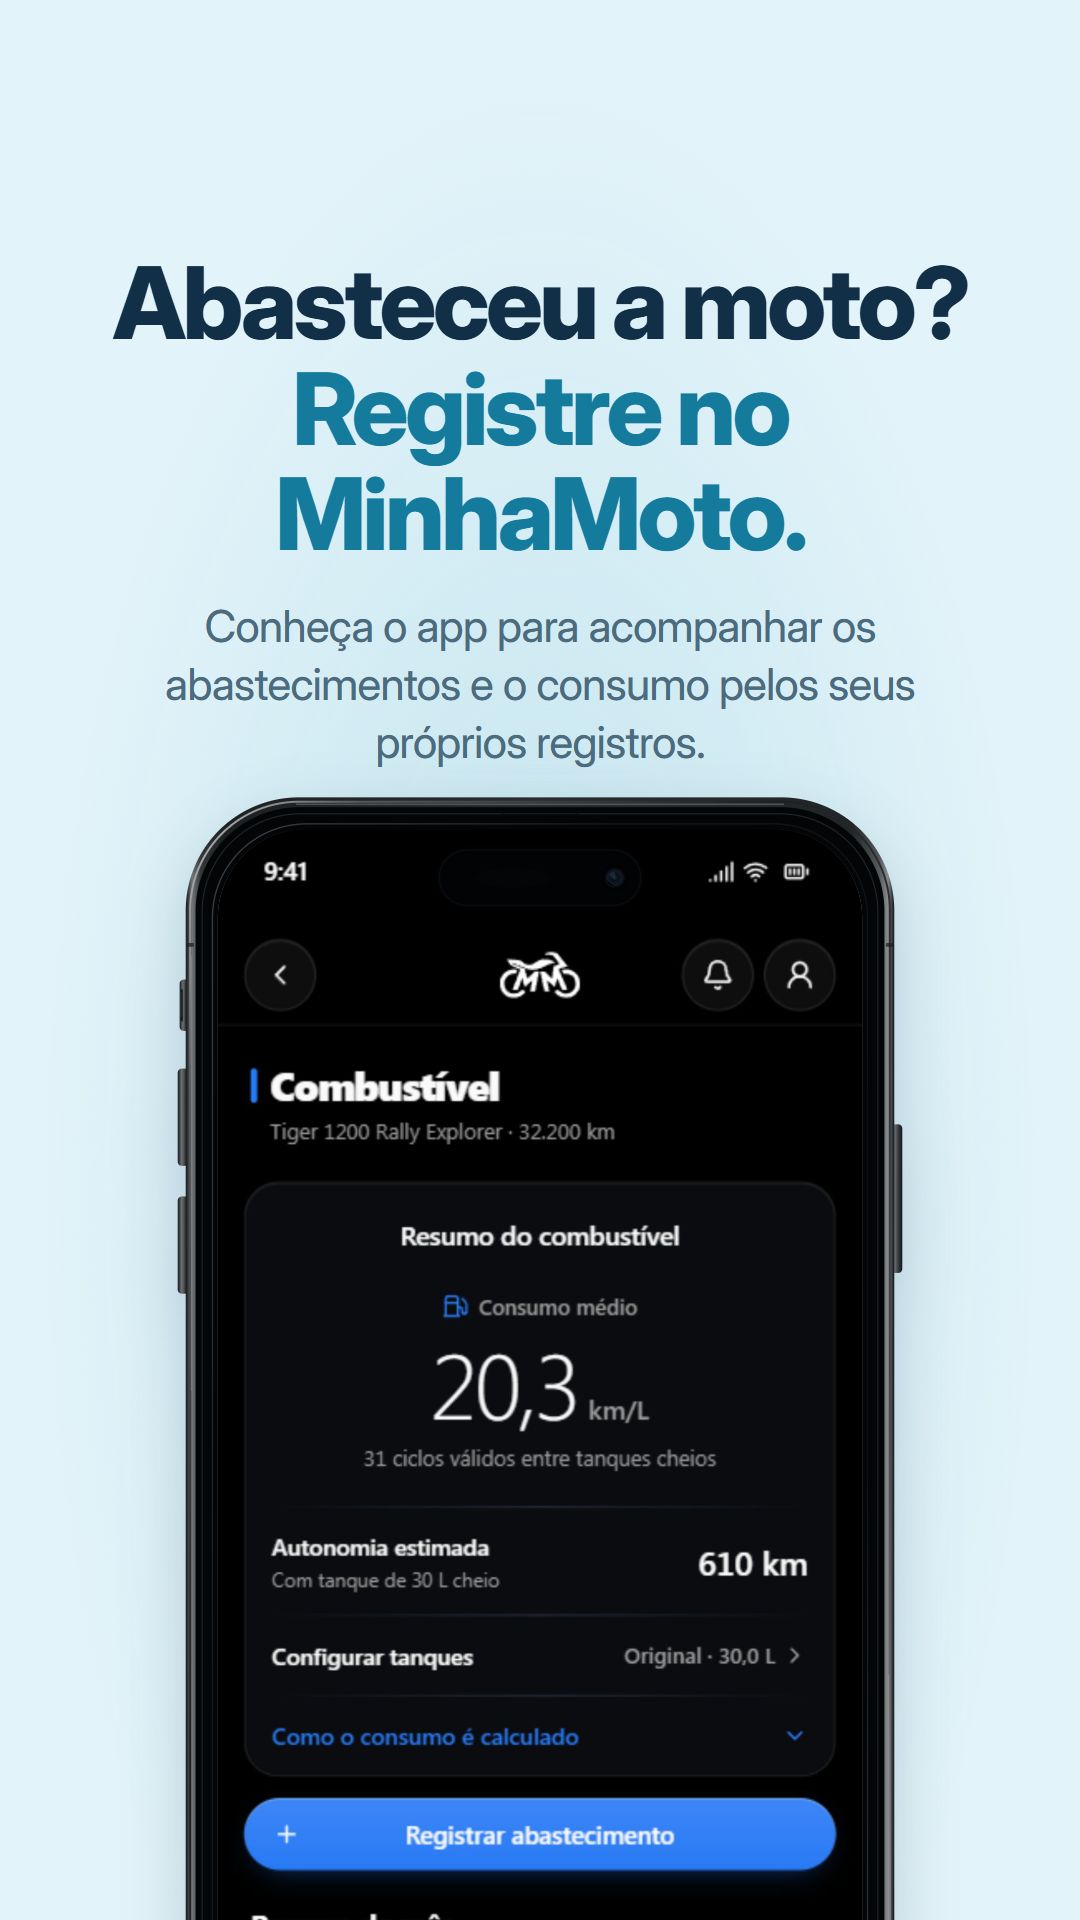 Abasteceu a moto?
Registre no
MinhaMoto.
Conheça o app para acompanhar os
abastecimentos e o consumo pelos seus
próprios registros.
9:41
MM
Combustível
Tiger 1200 Rally Explorer · 32.200 km
Resumo do combustível
Consumo médio
20,3 km/L
31 ciclos válidos entre tanques cheios
Autonomia estimada
610 km
Com tanque de 30 L cheio
Configurar tanques
Original · 30,0 L
Como o consumo é calculado
+ Registrar abastecimento